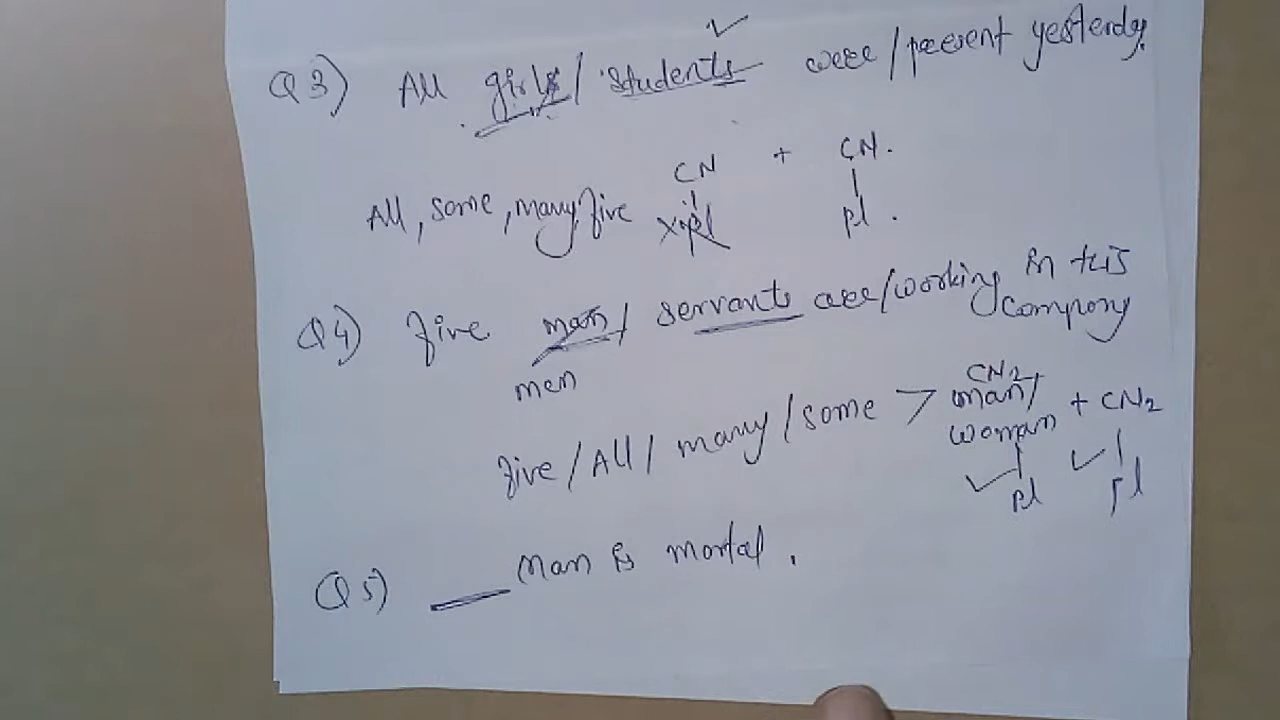 Q3) All girls / students were / present yesterday.
CN + CN.
All, some, many, five pl pl.
Q4) five man / servants are / working in this
company
men
CN2
five / All / many / some > man / + CN2
woman
pl pl
Q5) ___ Man is mortal.